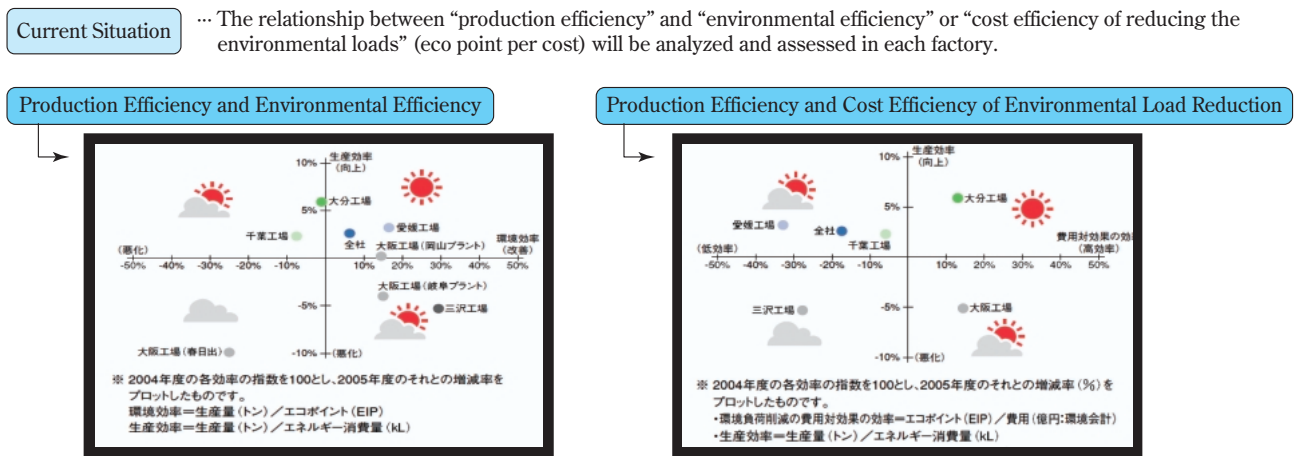 Current Situation
··· The relationship between “production efficiency” and “environmental efficiency” or “cost efficiency of reducing the
environmental loads” (eco point per cost) will be analyzed and assessed in each factory.
Production Efficiency and Environmental Efficiency
10%
生産効率
(向上)
大分工場
5%
愛媛工場
千葉工場
全社
環境効率
(改善)
大阪工場(岡山プラント)
(悪化)
-50%
-40%
-30%
-20%
-10%
10%
20%
30%
40%
50%
大阪工場(岐阜プラント)
-5%
三沢工場
大阪工場(春日出)
-10%
(悪化)
※ 2004年度の各効率の指数を100とし、2005年度のそれとの増減率を
プロットしたものです。
環境効率=生産量(トン)/エコポイント(EIP)
生産効率=生産量(トン)/エネルギー消費量(kL)
Production Efficiency and Cost Efficiency of Environmental Load Reduction
10%
生産効率
(向上)
大分工場
5%
愛媛工場
全社
千葉工場
費用対効果の効
(高効率)
(低効率)
-50%
-40%
-30%
-20%
-10%
10%
20%
30%
40%
50%
三沢工場
-5%
大阪工場
-10%
(悪化)
※ 2004年度の各効率の指数を100とし、2005年度のそれとの増減率(%)を
プロットしたものです。
・環境負荷削減の費用対効果の効率=エコポイント(EIP)/費用(億円:環境会計)
・生産効率=生産量(トン)/エネルギー消費量(kL)